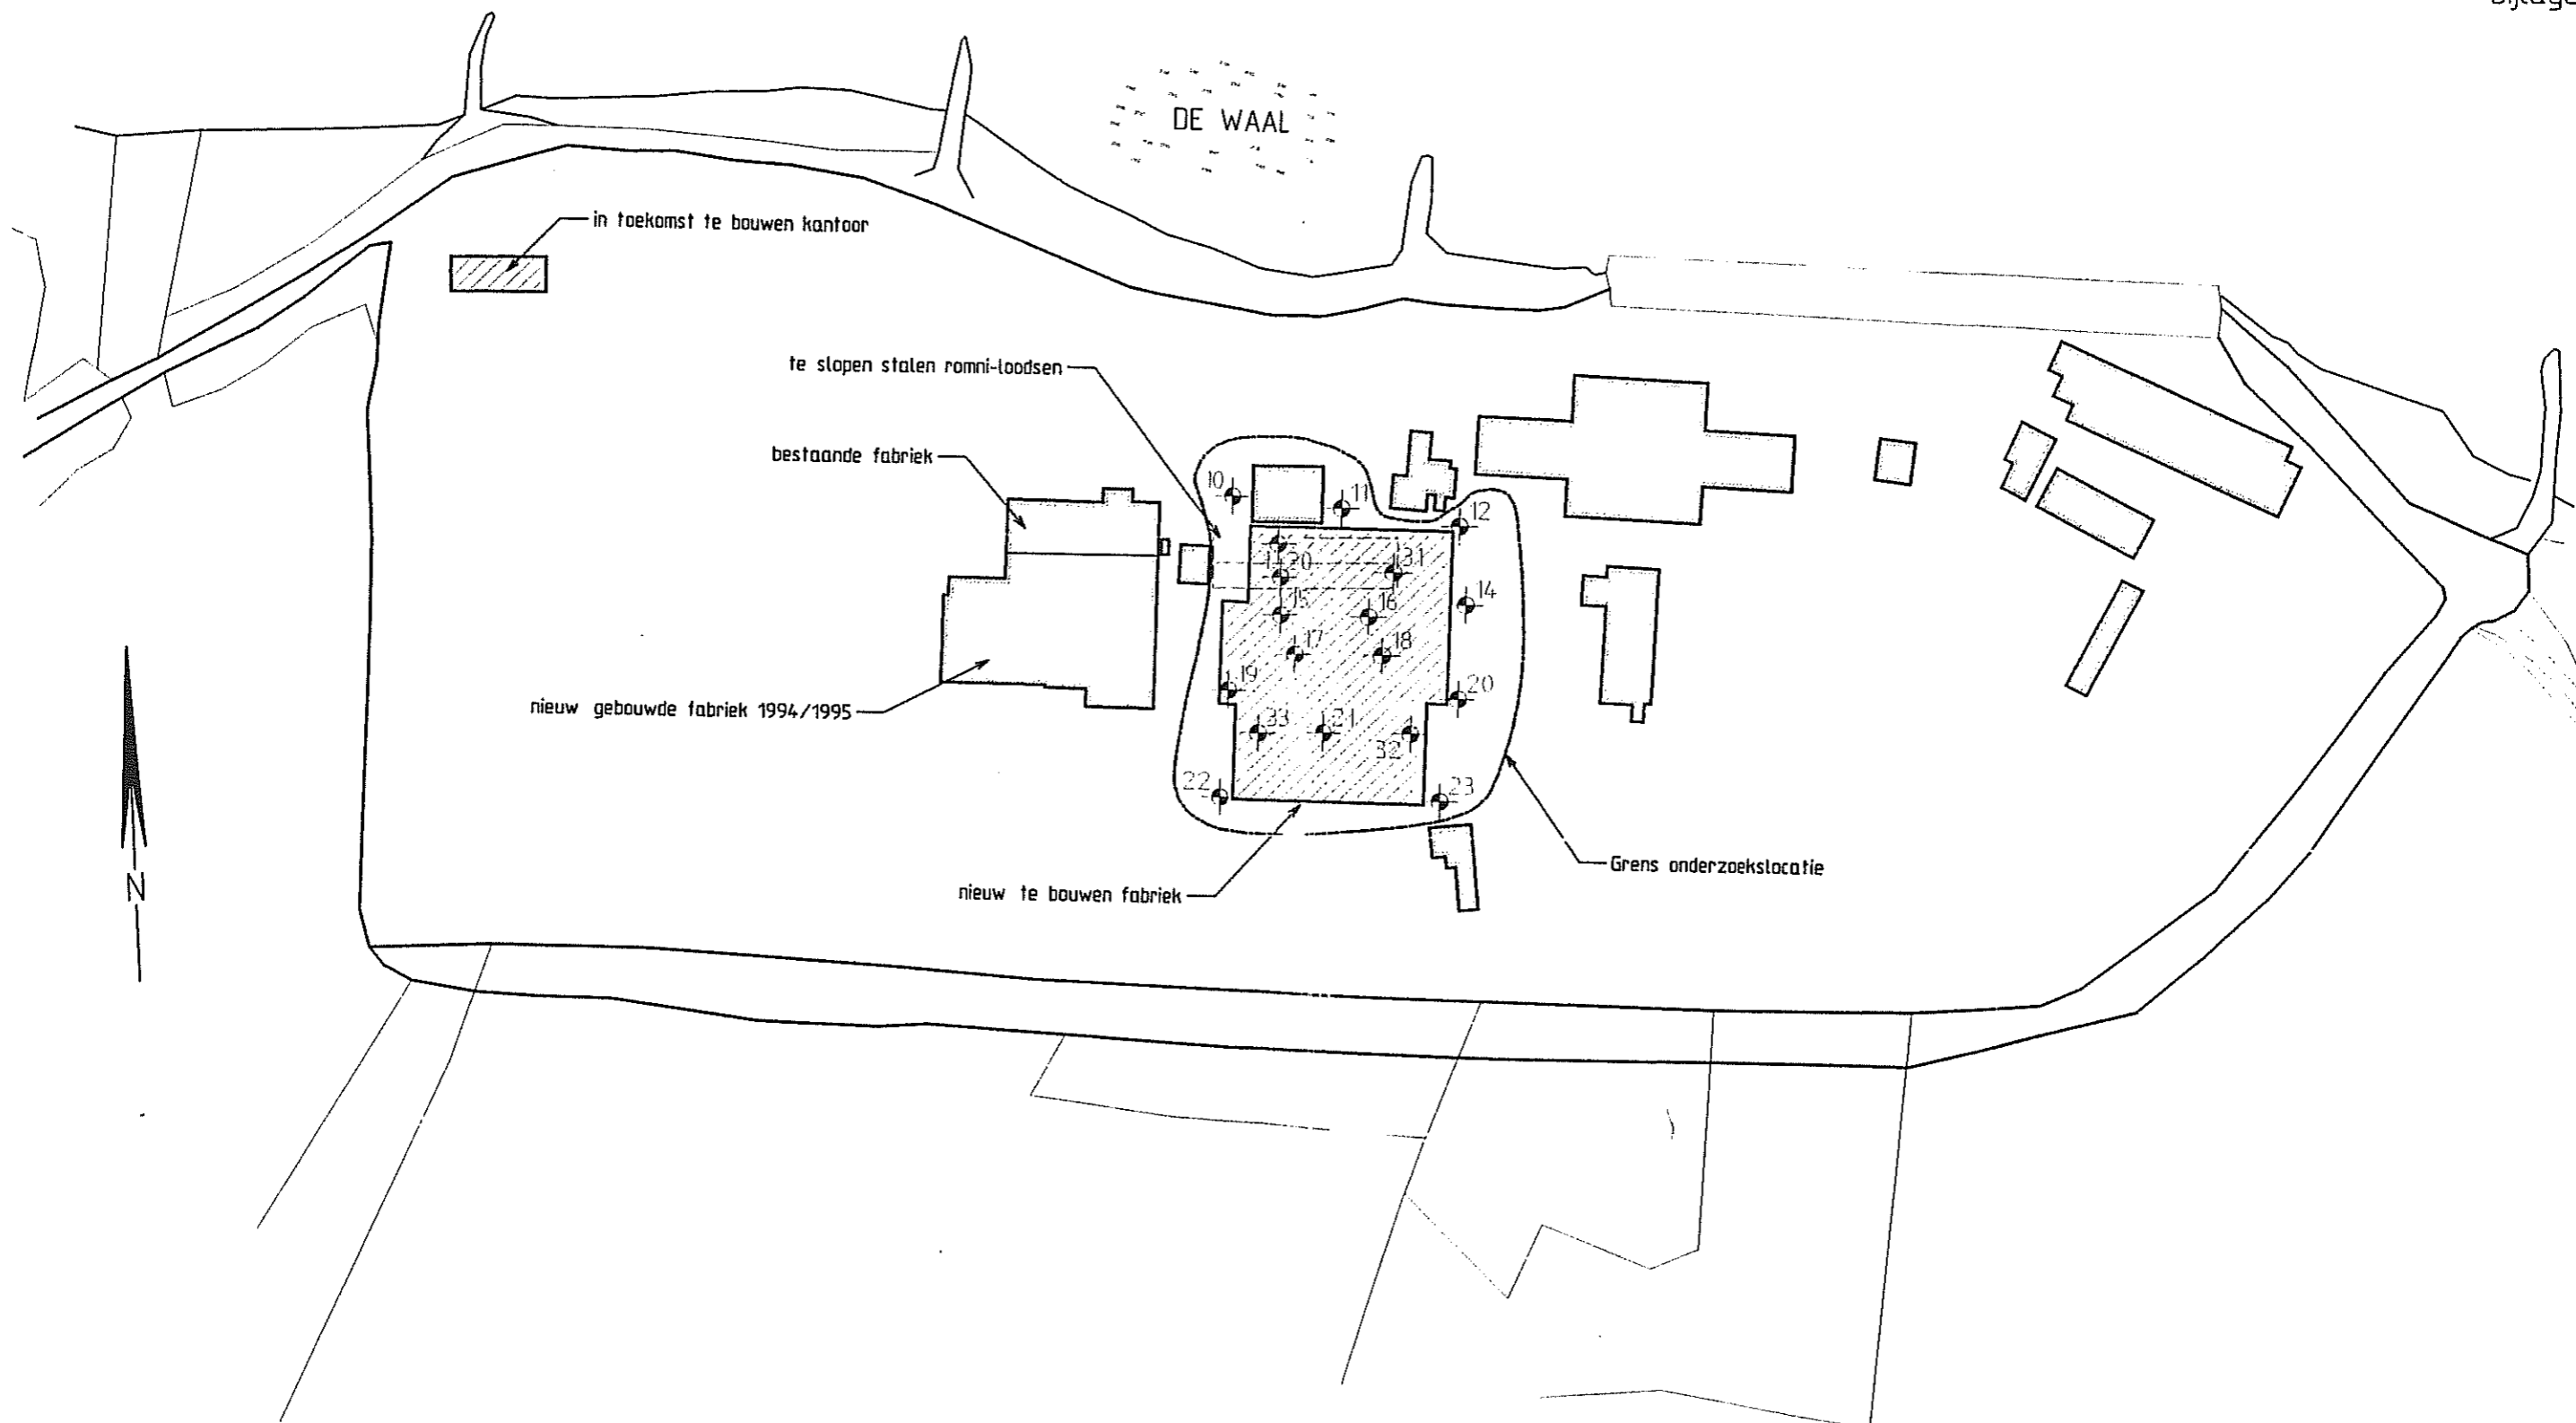 DE WAAL
in toekomst te bouwen kantoor
te slopen stalen romni-loodsen
bestaande fabriek
10
11
12
31
14
15
16
17
18
19
20
nieuw gebouwde fabriek 1994/1995
33
21
32
22
23
Grens onderzoekslocatie
nieuw te bouwen fabriek
N